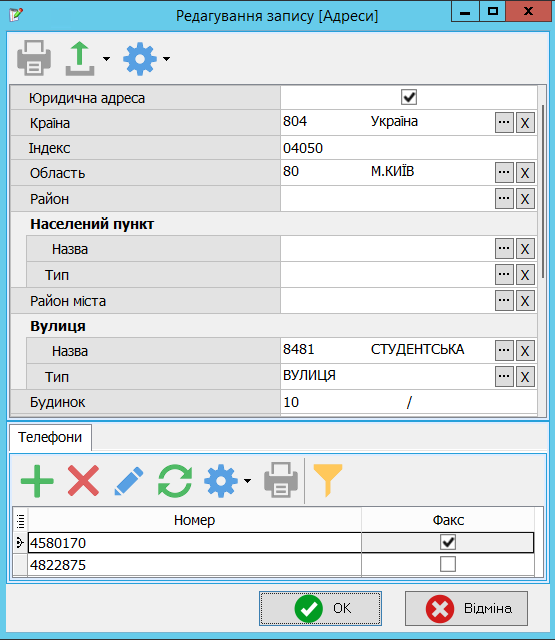 Редагування запису [Адреси]
Юридична адреса
Країна 804 Україна ... X
Індекс 04050
Область 80 М.КИЇВ ... X
Район ... X
Населений пункт
Назва ... X
Тип ... X
Район міста ... X
Вулиця
Назва 8481 СТУДЕНТСЬКА ... X
Тип ВУЛИЦЯ ... X
Будинок 10 /
Телефони
Номер Факс
4580170
4822875
OK Відміна